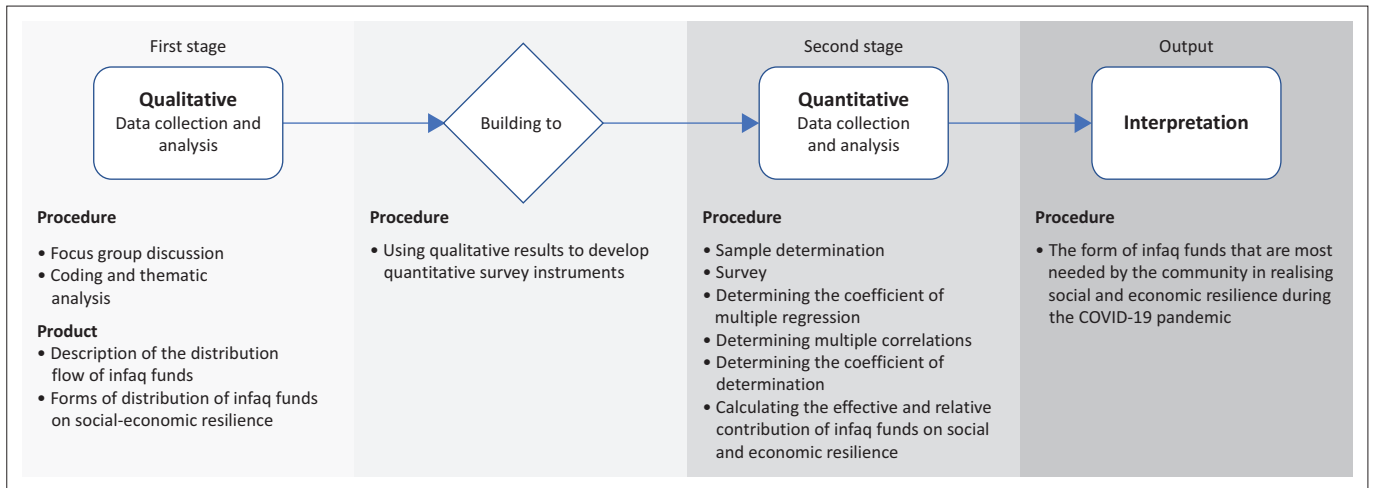 First stage
Qualitative
Data collection and
analysis
Procedure
• Focus group discussion
• Coding and thematic
analysis
Product
• Description of the distribution
flow of infaq funds
• Forms of distribution of infaq funds
on social-economic resilience
Building to
Procedure
• Using qualitative results to develop
quantitative survey instruments
Second stage
Quantitative
Data collection
and analysis
Procedure
• Sample determination
• Survey
• Determining the coefficient of
multiple regression
• Determining multiple correlations
• Determining the coefficient of
determination
• Calculating the effective and relative
contribution of infaq funds on social
and economic resilience
Output
Interpretation
Procedure
• The form of infaq funds that are most
needed by the community in realising
social and economic resilience during
the COVID-19 pandemic